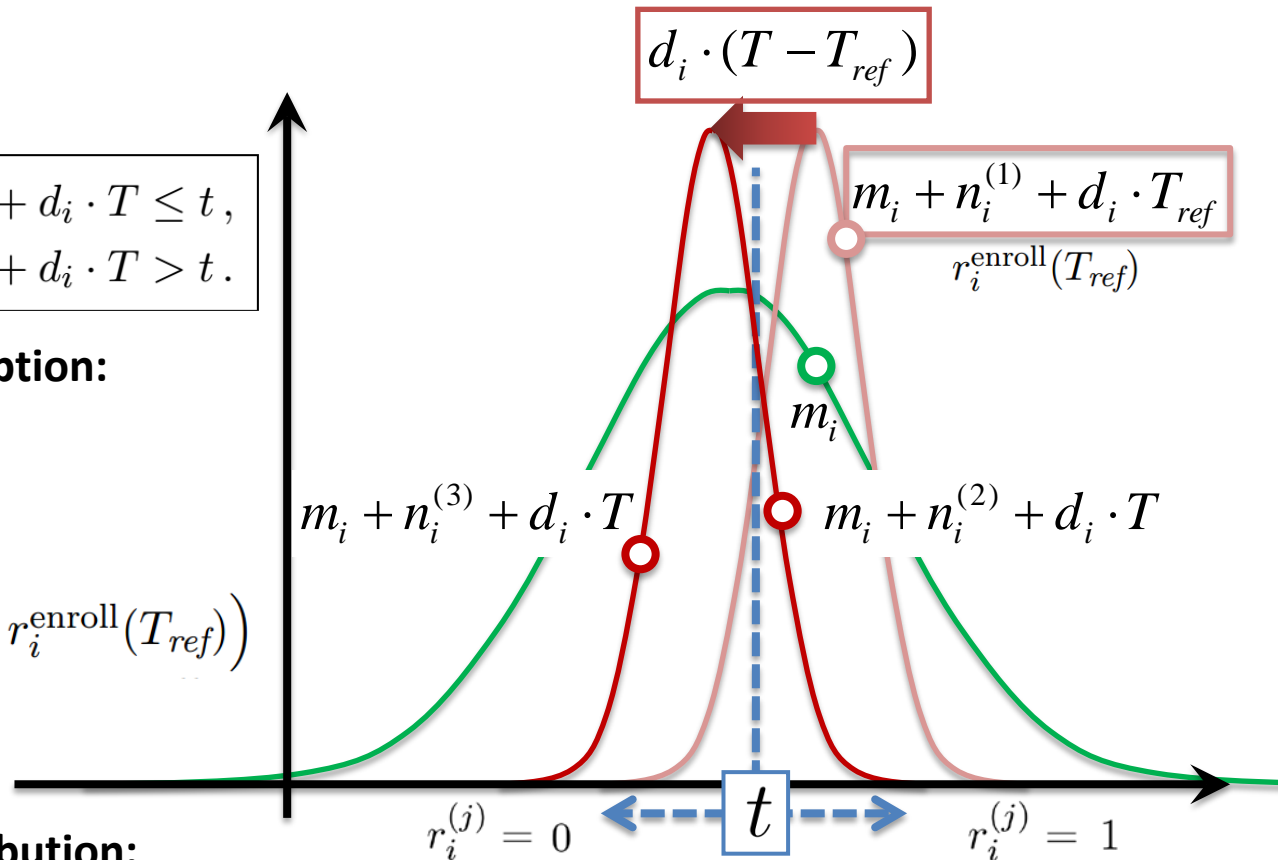 d_i · (T − T_ref)
+ d_i · T ≤ t ,
+ d_i · T > t .
m_i + n_i^(1) + d_i · T_ref
r_i^enroll(T_ref)
ption:
m_i
m_i + n_i^(3) + d_i · T
m_i + n_i^(2) + d_i · T
r_i^enroll(T_ref))
t
r_i^(j) = 0
r_i^(j) = 1
bution: